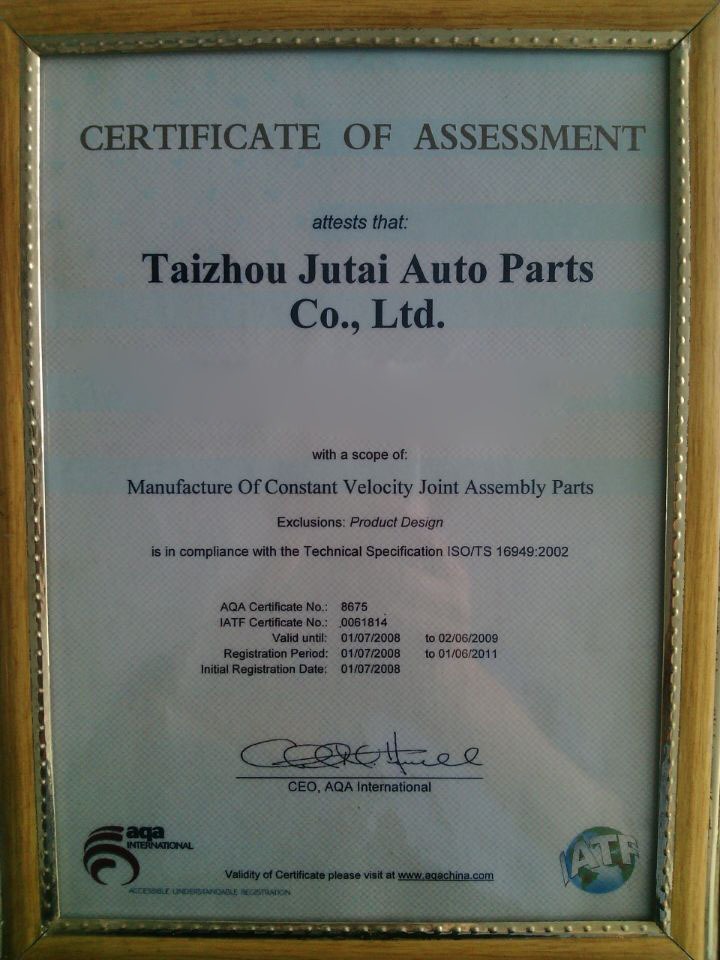 CERTIFICATE OF ASSESSMENT
attests that:
Taizhou Jutai Auto Parts
Co., Ltd.
with a scope of:
Manufacture Of Constant Velocity Joint Assembly Parts
Exclusions: Product Design
is in compliance with the Technical Specification ISO/TS 16949:2002
AQA Certificate No.: 8675
IATF Certificate No.: 0061814
Valid until: 01/07/2008 to 02/06/2009
Registration Period: 01/07/2008 to 01/06/2011
Initial Registration Date: 01/07/2008
CEO, AQA International
aqa
INTERNATIONAL
ACCESSIBLE UNDERSTANDABLE REGISTRATION
Validity of Certificate please visit at www.aqachina.com
IATF